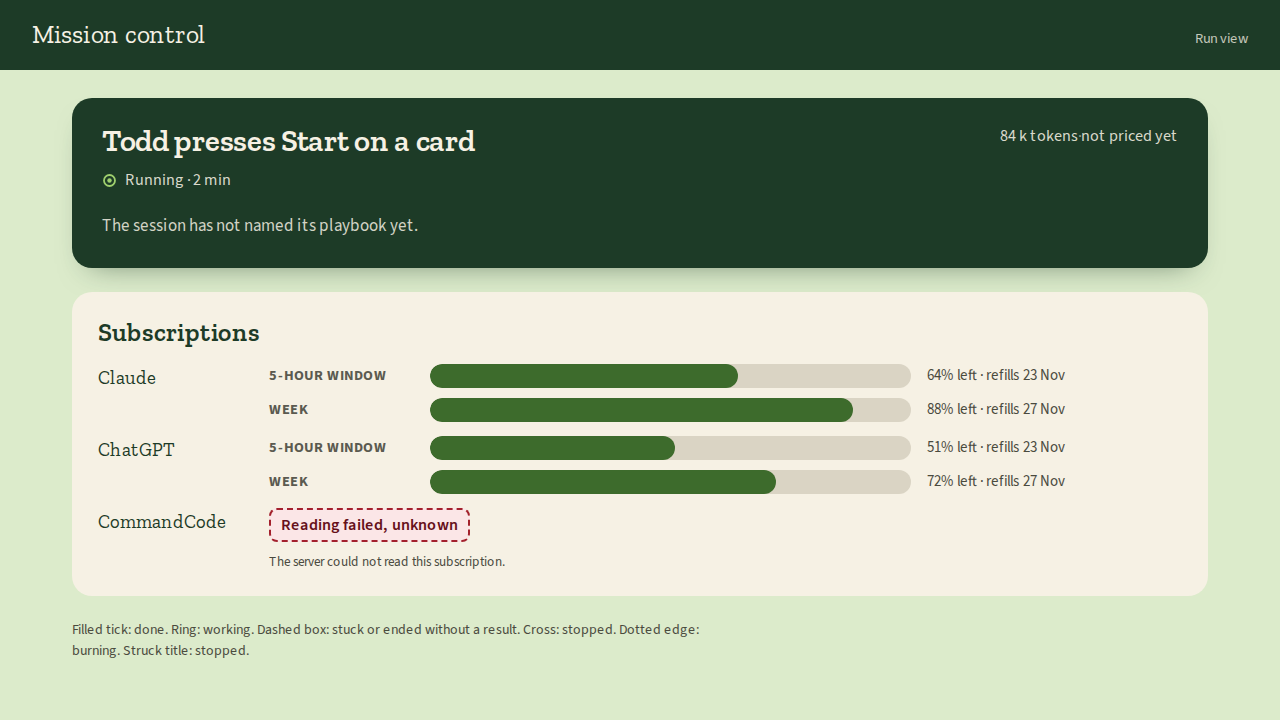 Mission control
Run view
Todd presses Start on a card
84 k tokens·not priced yet
Running · 2 min
The session has not named its playbook yet.
Subscriptions
Claude
5-HOUR WINDOW
64% left · refills 23 Nov
WEEK
88% left · refills 27 Nov
ChatGPT
5-HOUR WINDOW
51% left · refills 23 Nov
WEEK
72% left · refills 27 Nov
CommandCode
Reading failed, unknown
The server could not read this subscription.
Filled tick: done. Ring: working. Dashed box: stuck or ended without a result. Cross: stopped. Dotted edge:
burning. Struck title: stopped.